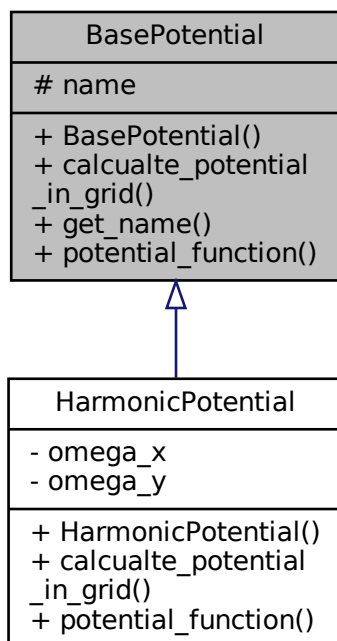 BasePotential
# name
+ BasePotential()
+ calcualte_potential
_in_grid()
+ get_name()
+ potential_function()
HarmonicPotential
- omega_x
- omega_y
+ HarmonicPotential()
+ calcualte_potential
_in_grid()
+ potential_function()